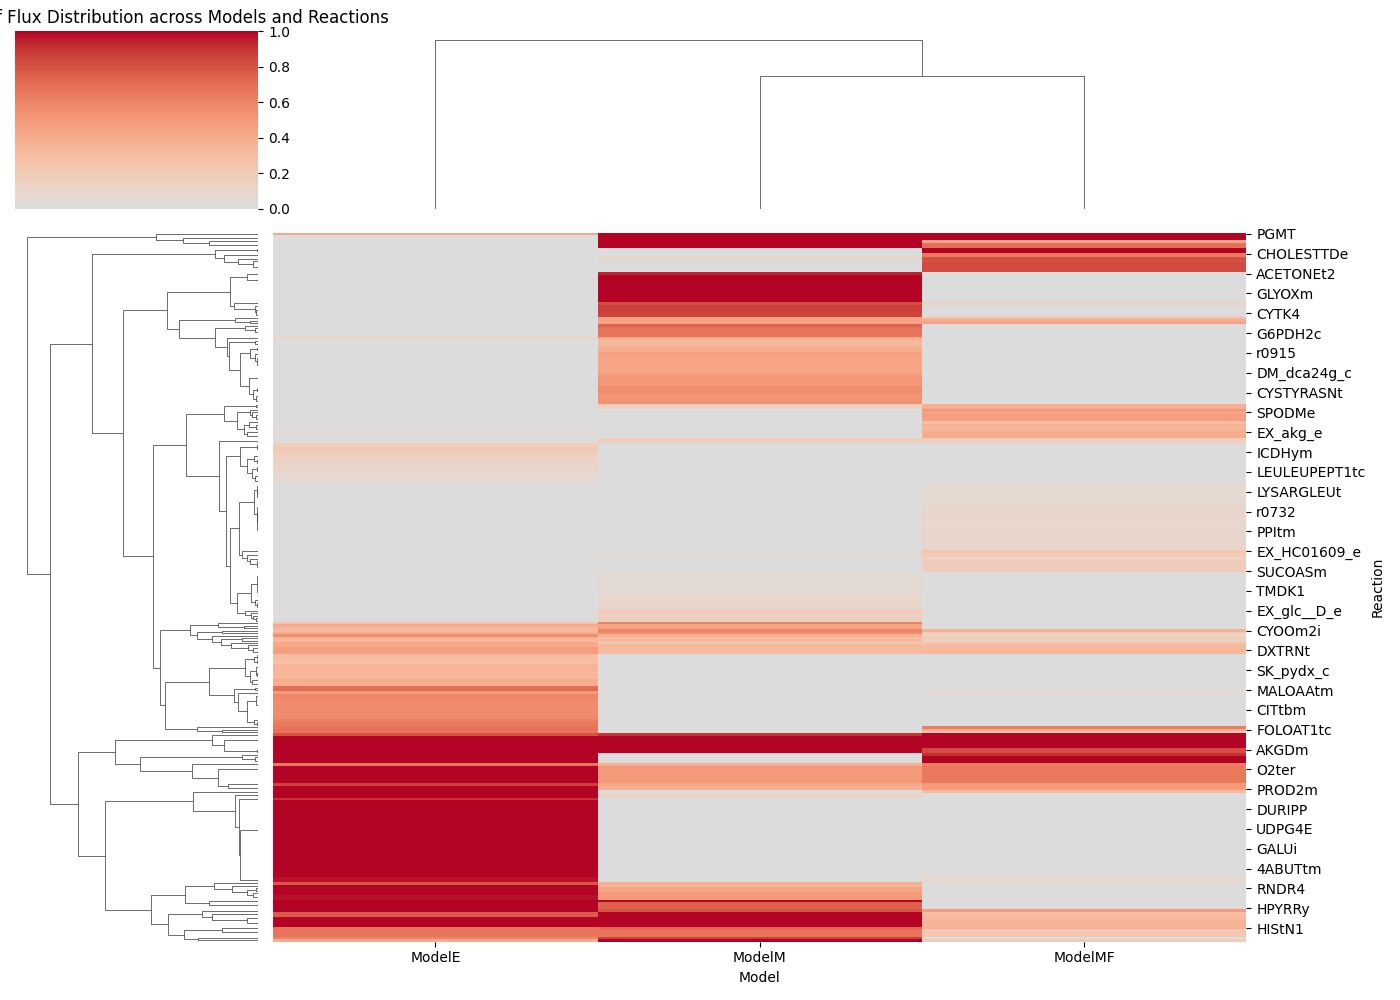 Flux Distribution across Models and Reactions
1.0
0.8
0.6
0.4
0.2
0.0
PGMT
CHOLESTTDe
ACETONEt2
GLYOXm
CYTK4
G6PDH2c
r0915
DM_dca24g_c
CYSTYRASNt
SPODMe
EX_akg_e
ICDHym
LEULEUPEPT1tc
LYSARGLEUt
r0732
PPItm
EX_HC01609_e
SUCOASm
TMDK1
EX_glc__D_e
CYOOm2i
DXTRNt
SK_pydx_c
MALOAAtm
CITtbm
FOLOAT1tc
AKGDm
O2ter
PROD2m
DURIPP
UDPG4E
GALUi
4ABUTtm
RNDR4
HPYRRy
HIStN1
Reaction
ModelE
ModelM
ModelMF
Model